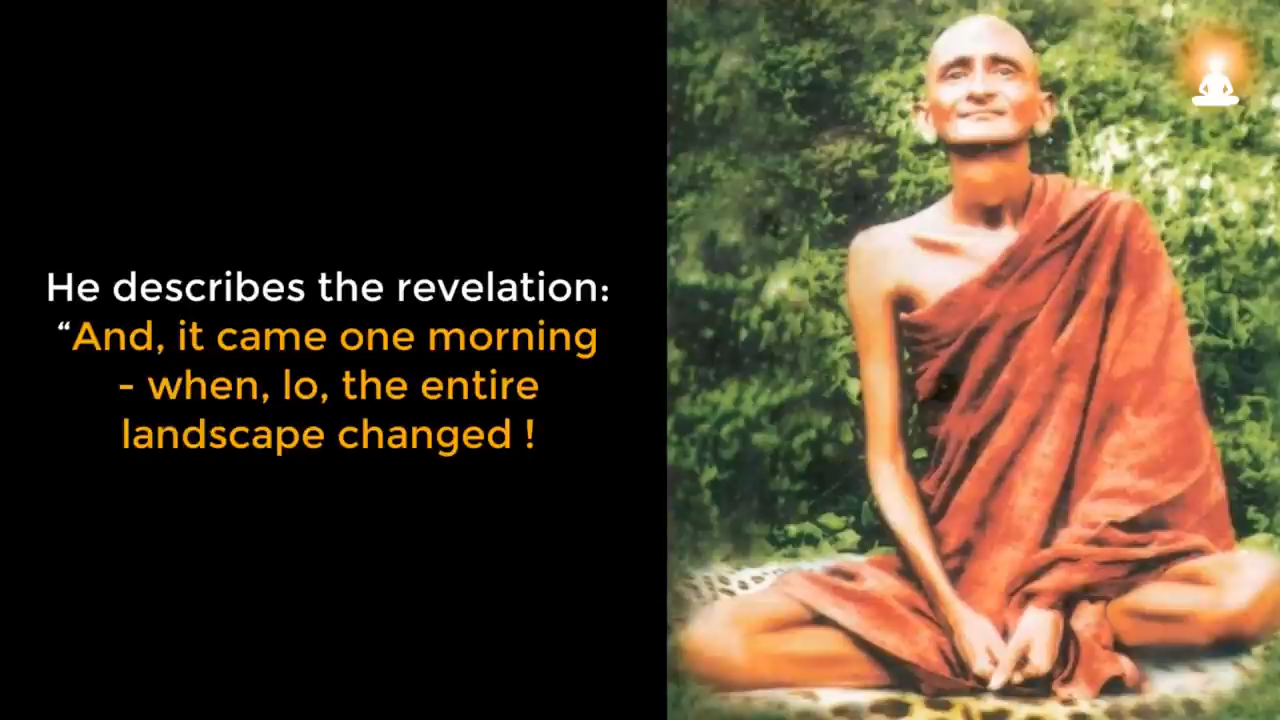 He describes the revelation:
“And, it came one morning
- when, lo, the entire
landscape changed !